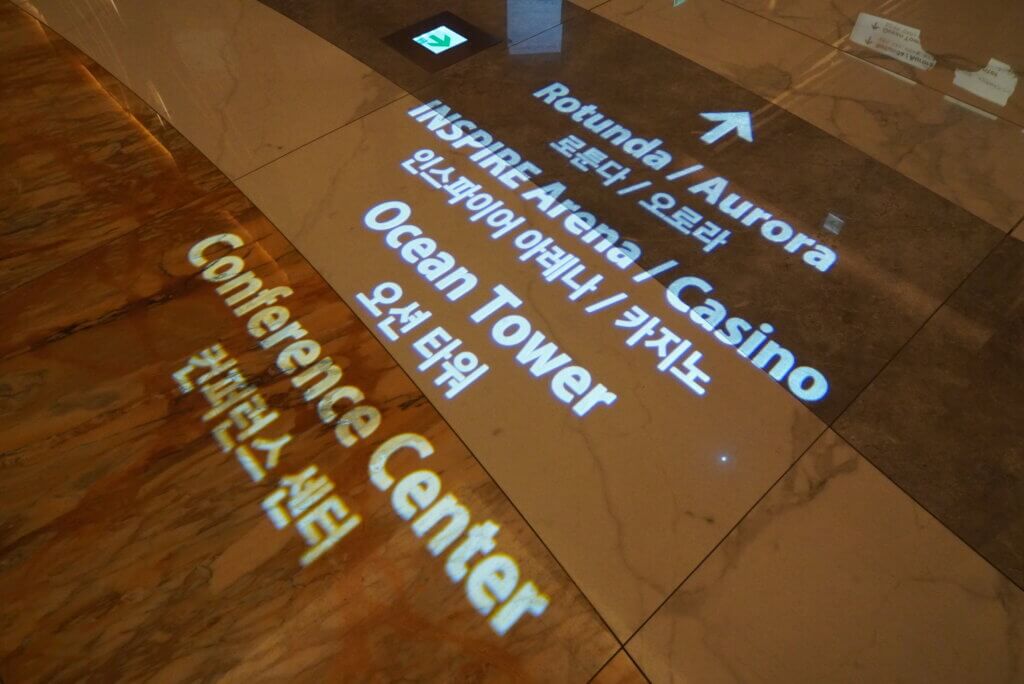 Rotunda / Aurora
로툰다 / 오로라
INSPIRE Arena / Casino
인스파이어 아레나 / 카지노
Ocean Tower
오션 타워
Conference Center
컨퍼런스 센터